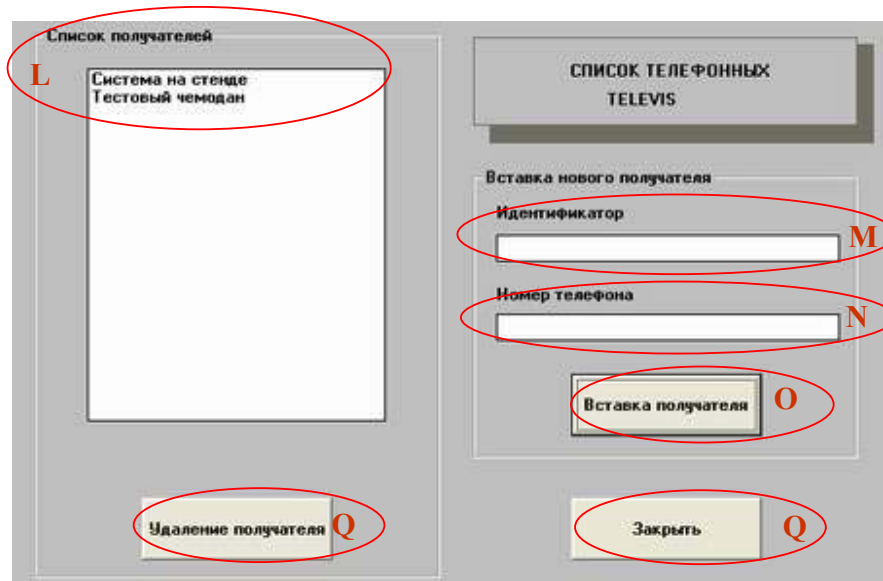 Список получателей
L
Система на стенде
Тестовый чемодан
Удаление получателя Q
СПИСОК ТЕЛЕФОННЫХ
TELEVIS
Вставка нового получателя
Идентификатор
M
Номер телефона
N
Вставка получателя O
Закрыть Q